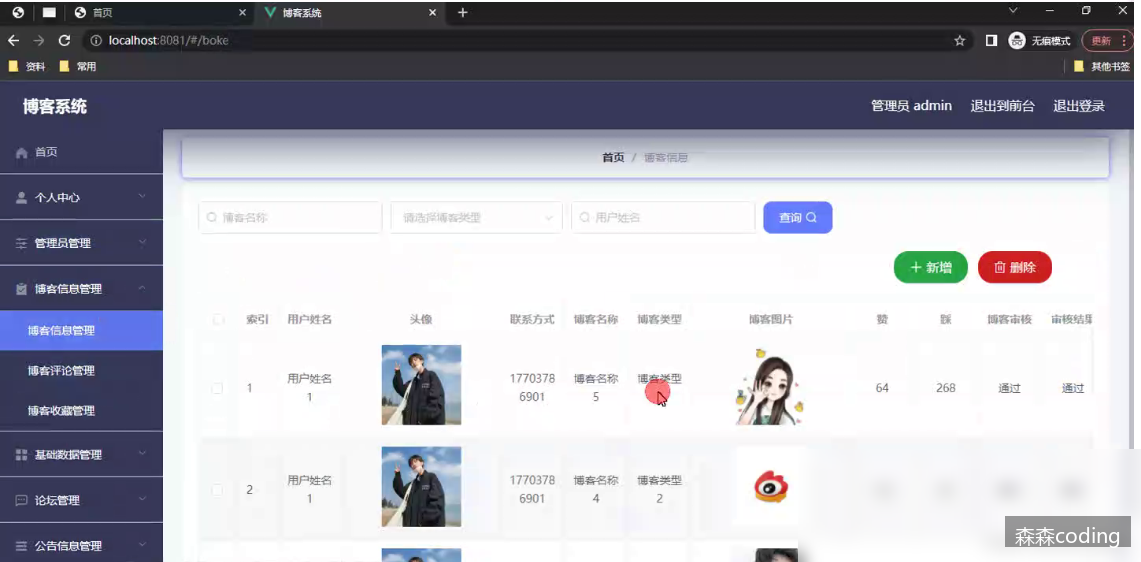 首页
博客系统
localhost:8081/#/boke
无痕模式
更新
资料
常用
其他书签
博客系统
管理员 admin
退出到前台
退出登录
首页
个人中心
管理员管理
博客信息管理
博客信息管理
博客评论管理
博客收藏管理
基础数据管理
论坛管理
公告信息管理
首页 / 博客信息
博客名称
请选择博客类型
用户姓名
查询
新增
删除
索引 用户姓名 头像 联系方式 博客名称 博客类型 博客图片 赞 踩 博客审核 审核结果
1 用户姓名1 17703786901 博客名称5 博客类型 64 268 通过 通过
2 用户姓名1 17703786901 博客名称4 博客类型2
森森coding